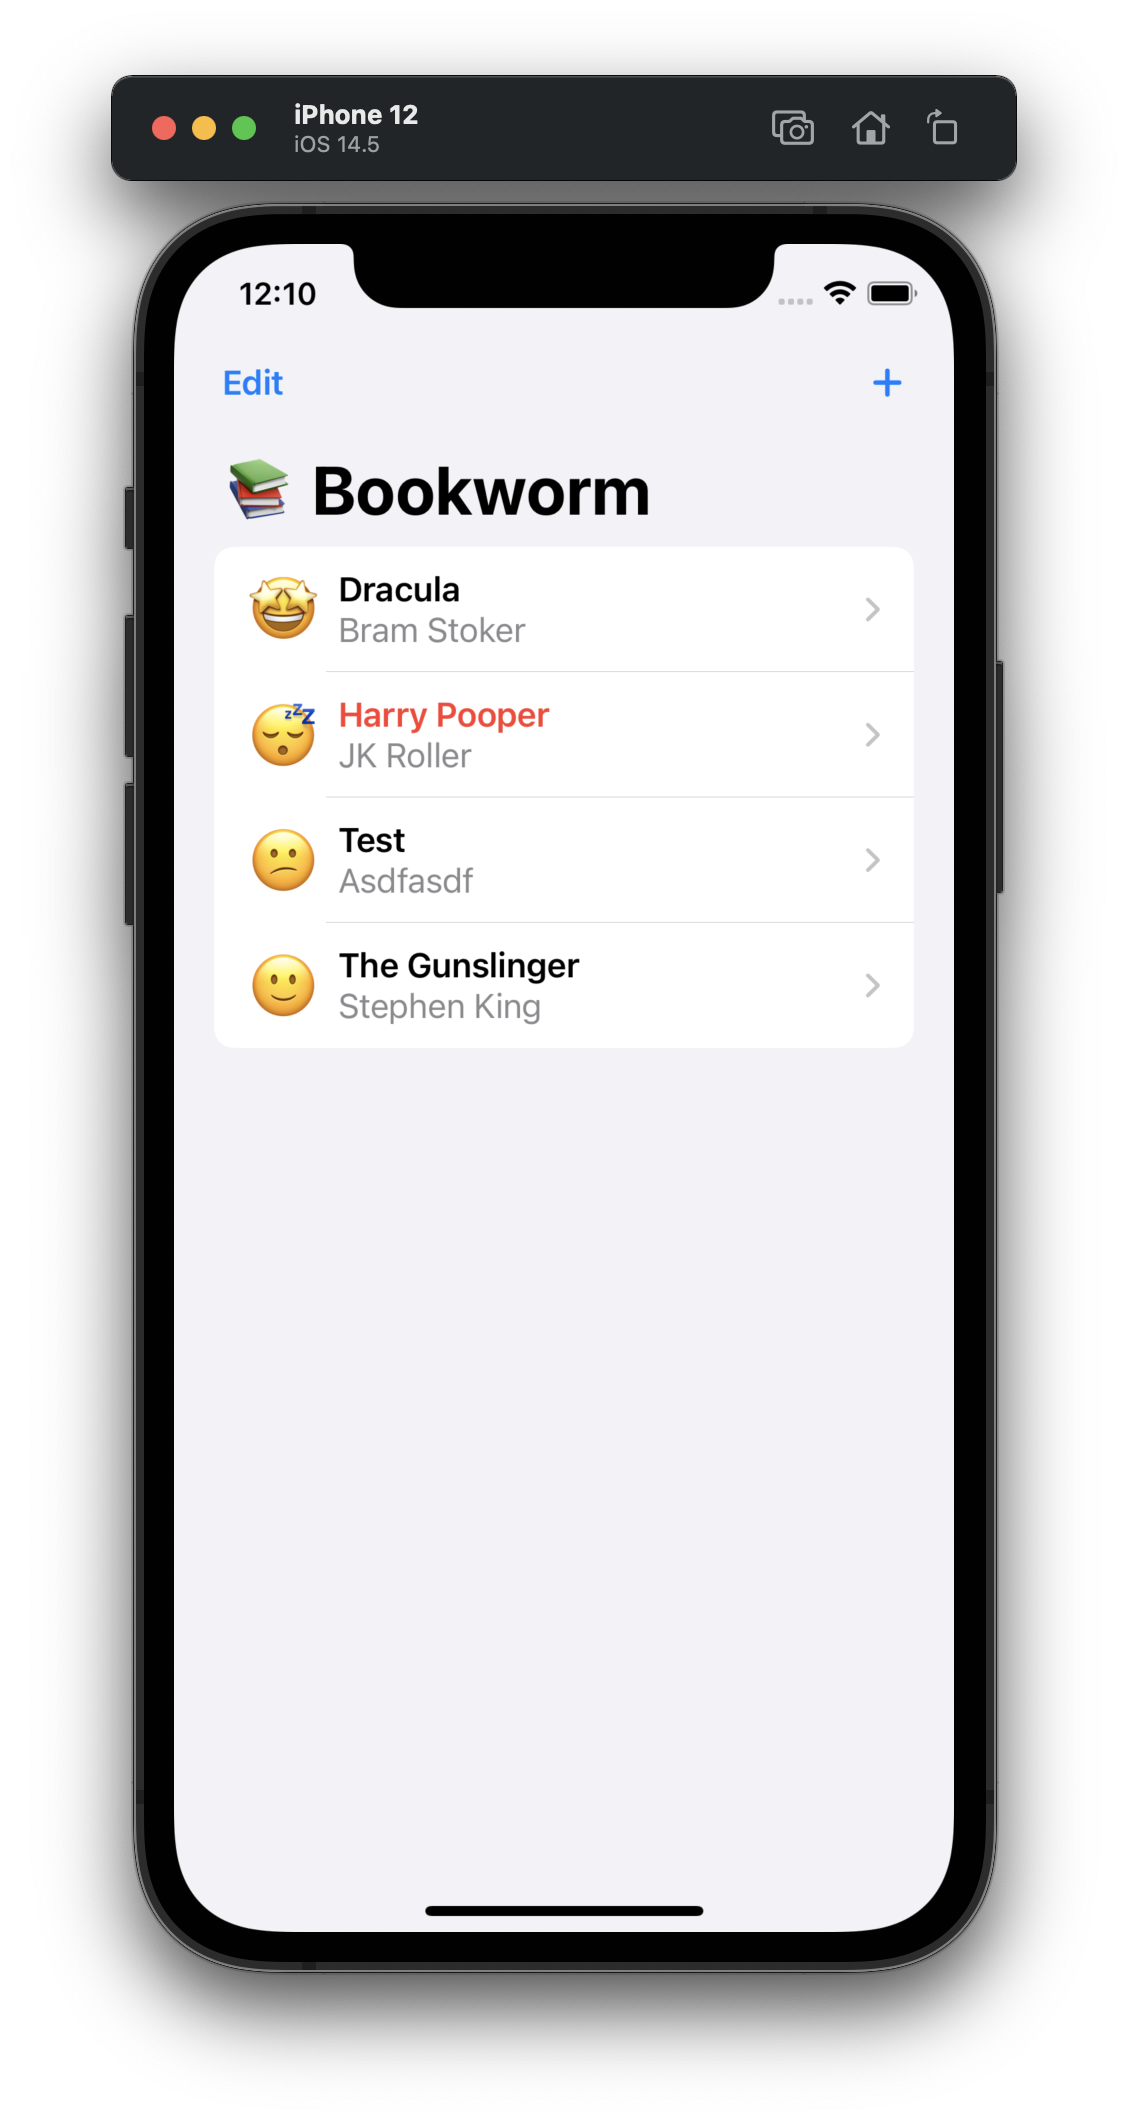 iPhone 12
iOS 14.5
12:10
Edit
+
📚 Bookworm
Dracula
Bram Stoker
Harry Pooper
JK Roller
Test
Asdfasdf
The Gunslinger
Stephen King